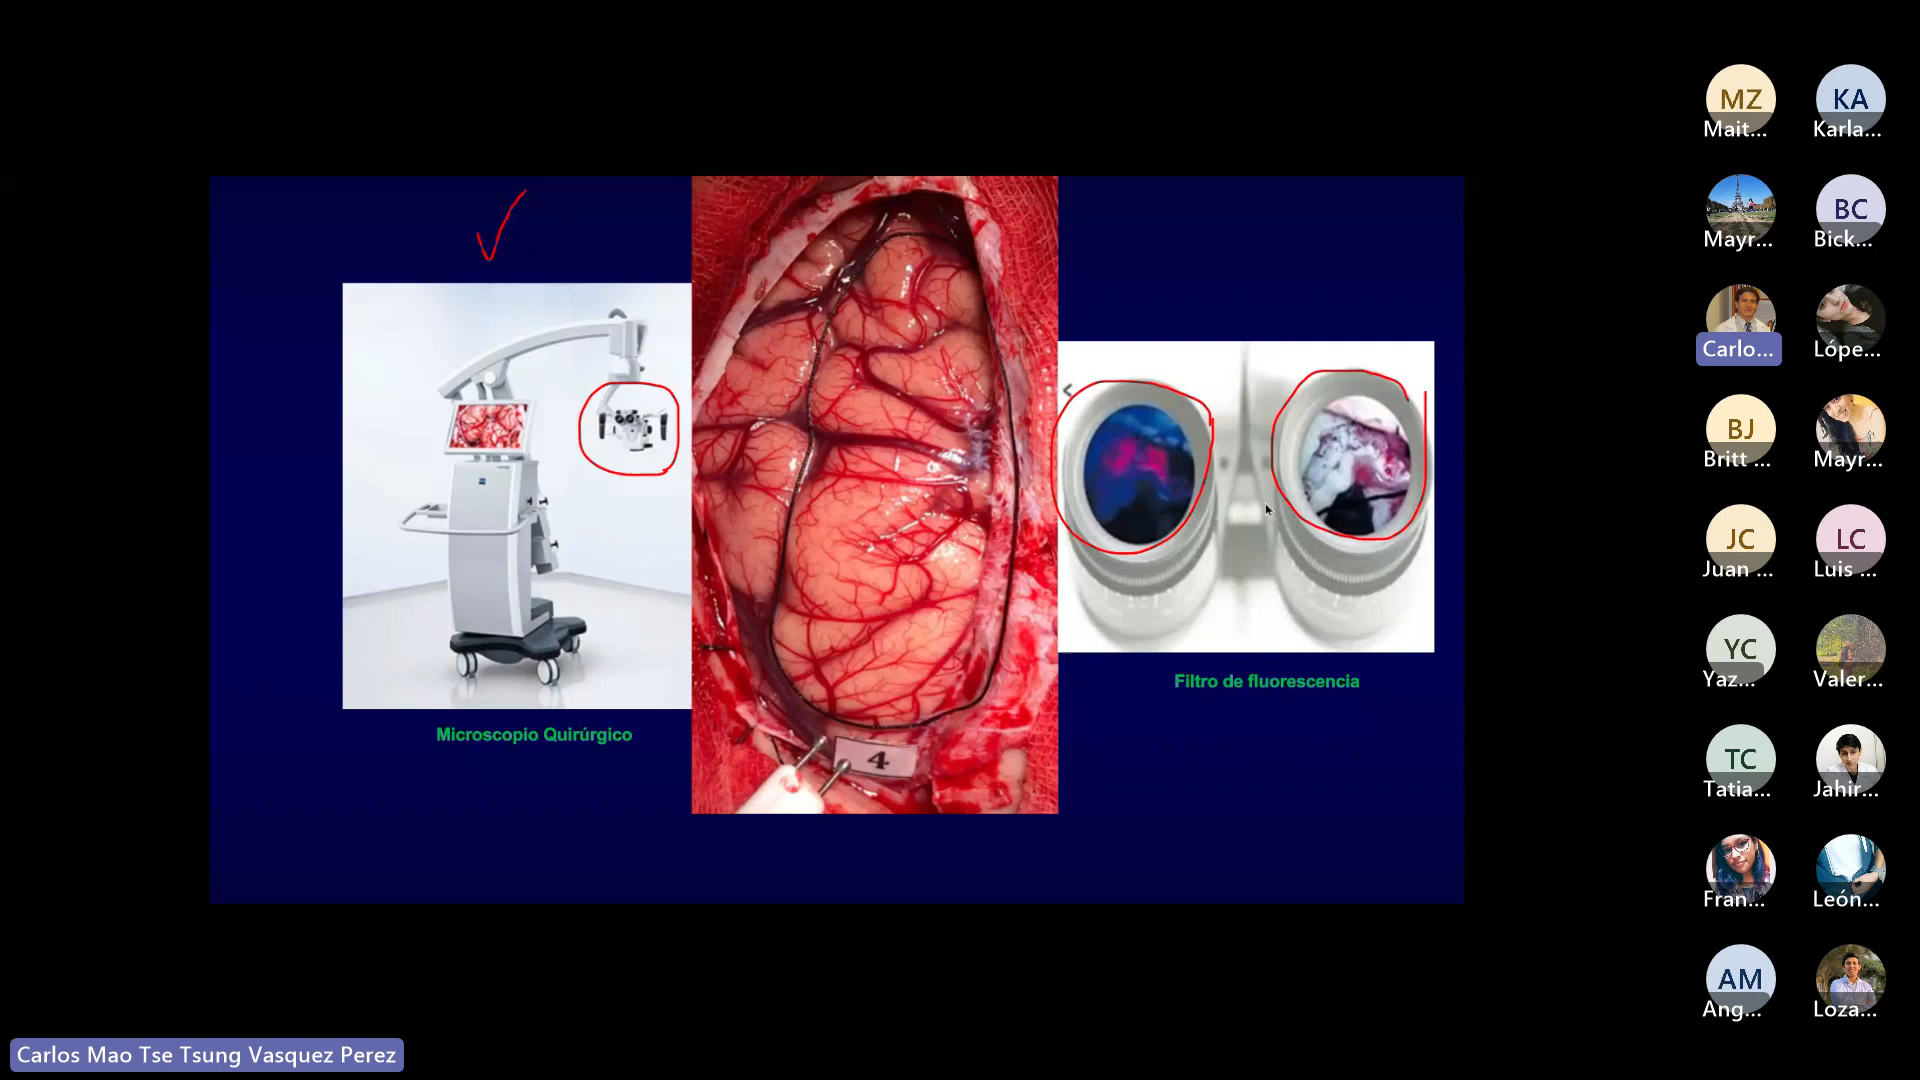 4
Microscopio Quirúrgico
Filtro de fluorescencia
MZ
Mait...
KA
Karla...
Mayr...
BC
Bick...
Carlo...
Lópe...
BJ
Britt ...
Mayr...
JC
Juan ...
LC
Luis ...
YC
Yaz...
Valer...
TC
Tatia...
Jahir...
Fran...
León...
AM
Ang...
Loza...
Carlos Mao Tse Tsung Vasquez Perez